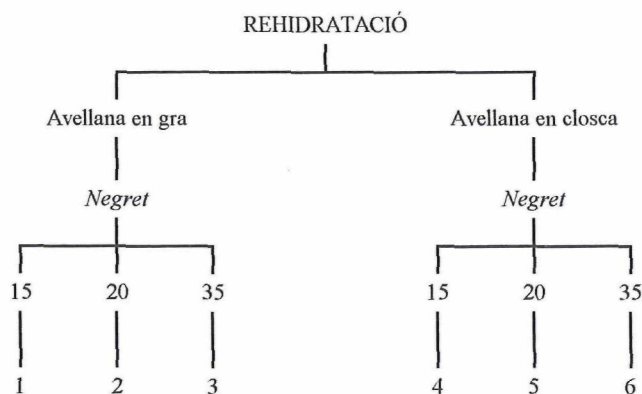 REHIDRATACIÓ
Avellana en gra Avellana en closca
Negret Negret
15 20 35 15 20 35
1 2 3 4 5 6